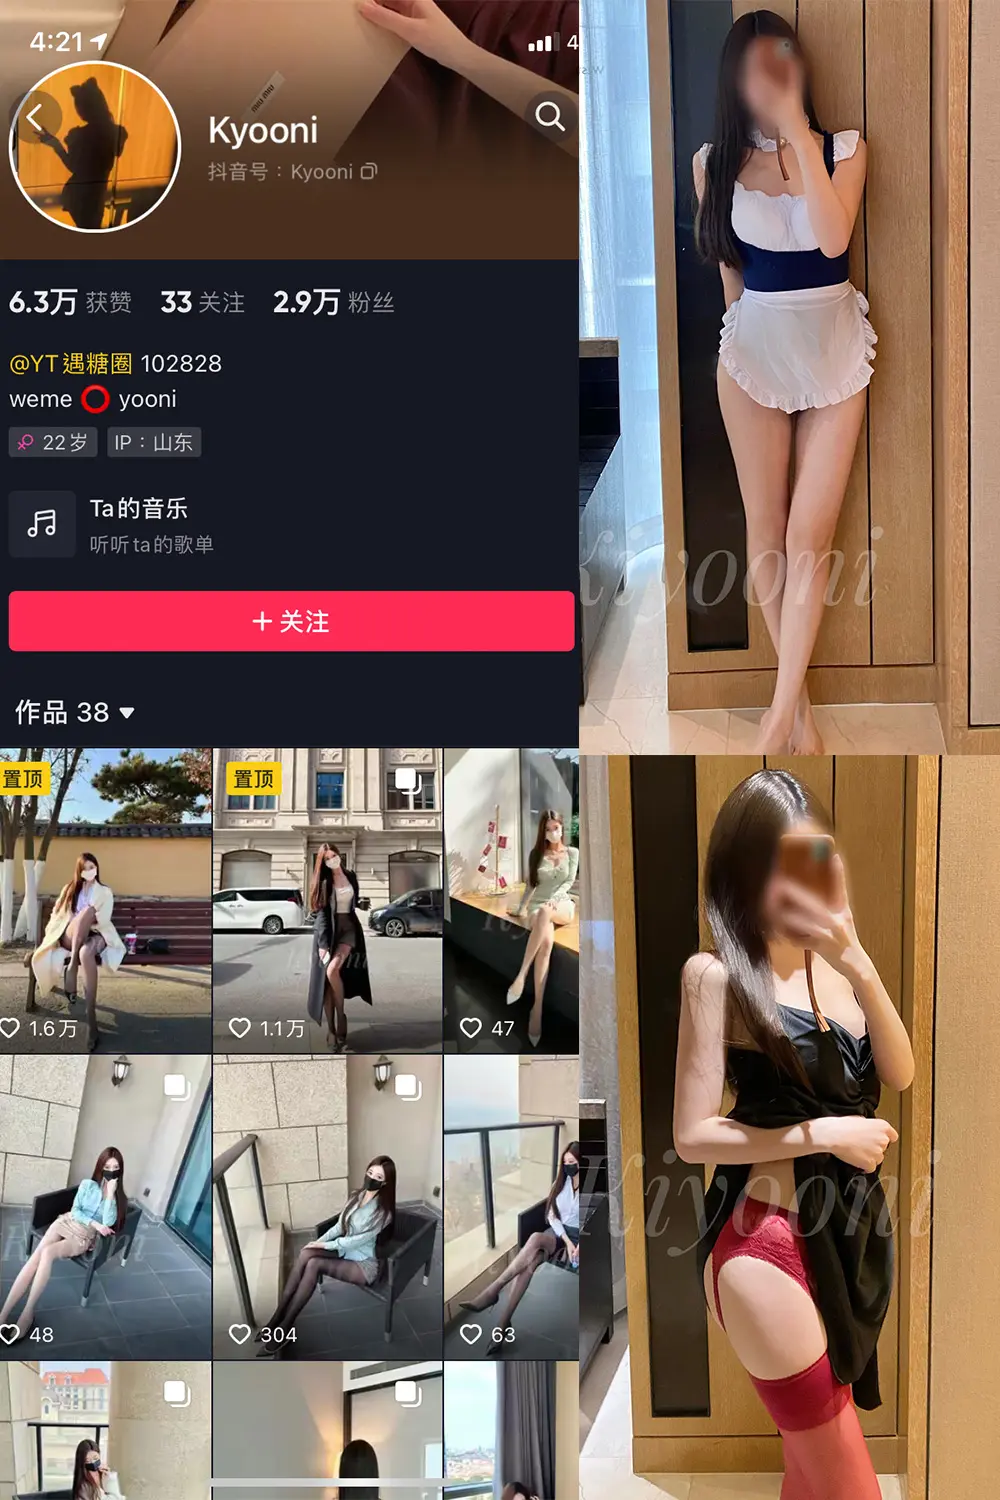 4:21
4
MIU MIU
Kyooni
抖音号：Kyooni
6.3万 获赞 33 关注 2.9万 粉丝
@YT遇糖圈 102828
weme ⭕ yooni
22岁 IP：山东
Ta的音乐
听听ta的歌单
+ 关注
作品 38
置顶 置顶
1.6万 1.1万 47
48 304 63
Kiyooni
Kiyooni